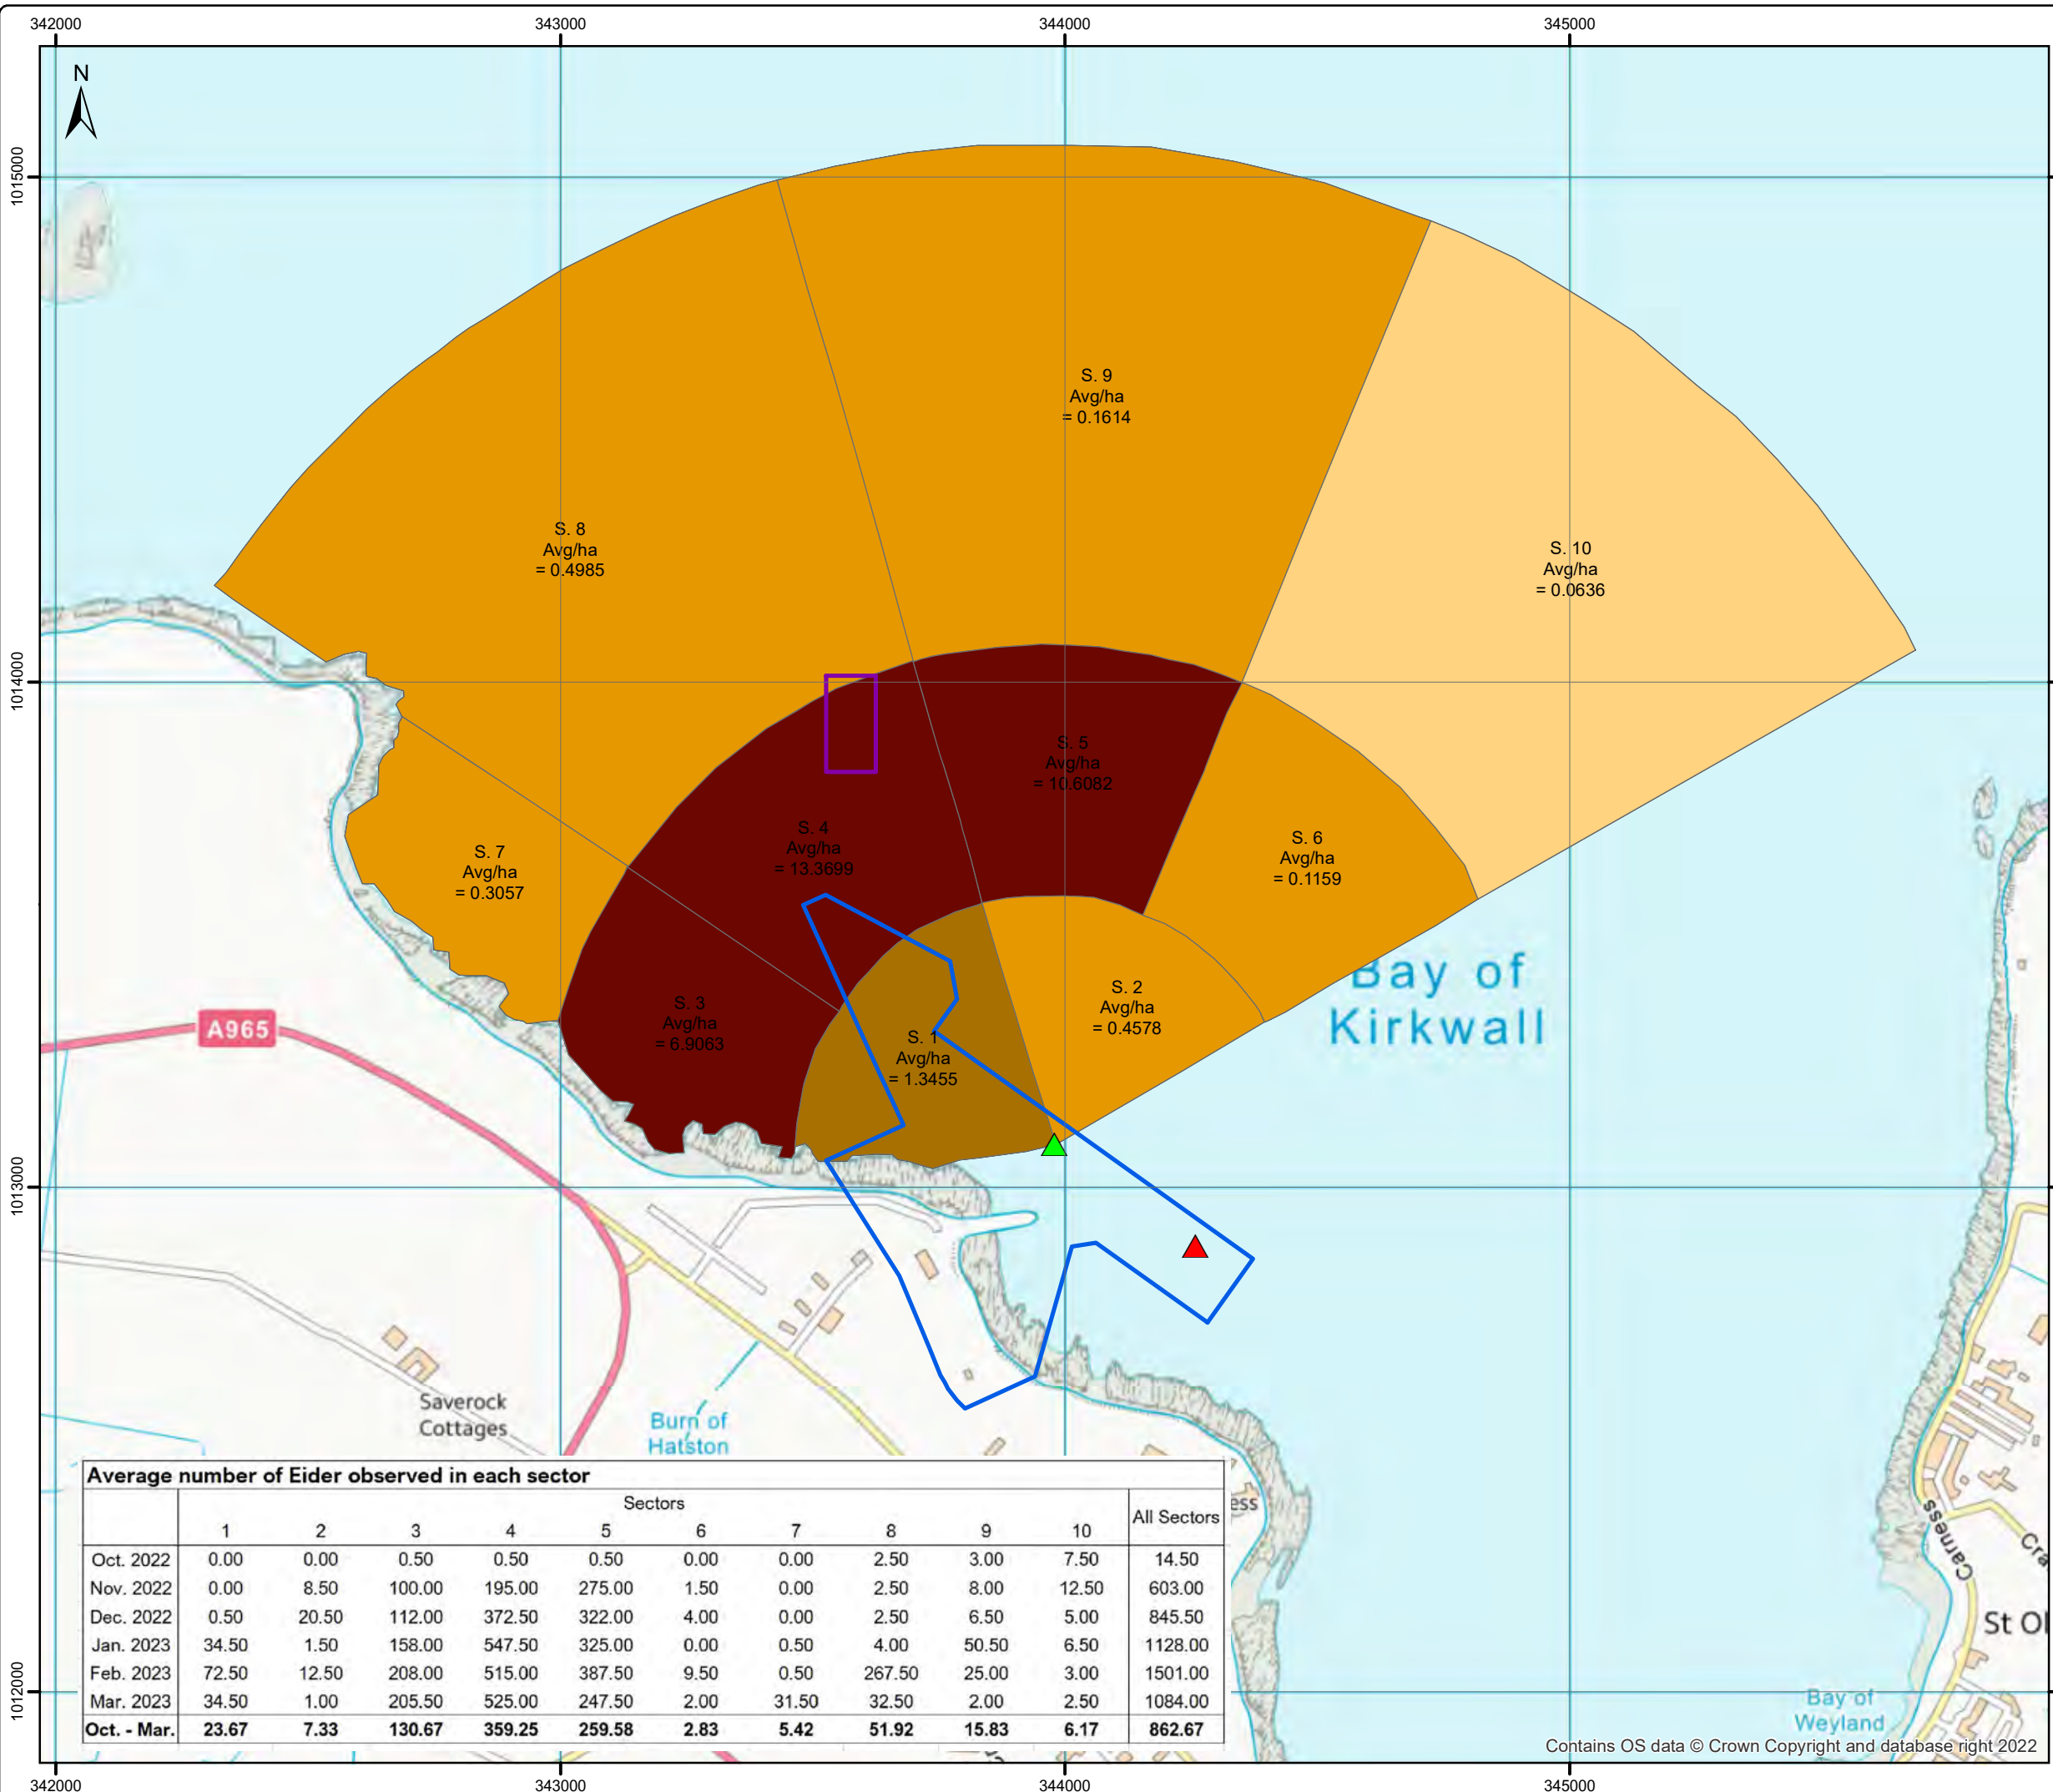 342000 343000 344000 345000
N
1015000
1014000
1013000
1012000
S. 9
Avg/ha
= 0.1614
S. 8
Avg/ha
= 0.4985
S. 10
Avg/ha
= 0.0636
S. 5
Avg/ha
= 10.6082
S. 4
Avg/ha
= 13.3699
S. 6
Avg/ha
= 0.1159
S. 7
Avg/ha
= 0.3057
S. 3
Avg/ha
= 6.9063
S. 2
Avg/ha
= 0.4578
S. 1
Avg/ha
= 1.3455
Bay of
Kirkwall
A965
Saverock
Cottages
Burn of
Hatston
ess
Carness
Cra
St Ol
Bay of
Weyland
Average number of Eider observed in each sector
Sectors All Sectors
1 2 3 4 5 6 7 8 9 10
Oct. 2022 0.00 0.00 0.50 0.50 0.50 0.00 0.00 2.50 3.00 7.50 14.50
Nov. 2022 0.00 8.50 100.00 195.00 275.00 1.50 0.00 2.50 8.00 12.50 603.00
Dec. 2022 0.50 20.50 112.00 372.50 322.00 4.00 0.00 2.50 6.50 5.00 845.50
Jan. 2023 34.50 1.50 158.00 547.50 325.00 0.00 0.50 4.00 50.50 6.50 1128.00
Feb. 2023 72.50 12.50 208.00 515.00 387.50 9.50 0.50 267.50 25.00 3.00 1501.00
Mar. 2023 34.50 1.00 205.50 525.00 247.50 2.00 31.50 32.50 2.00 2.50 1084.00
Oct. - Mar. 23.67 7.33 130.67 359.25 259.58 2.83 5.42 51.92 15.83 6.17 862.67
Contains OS data © Crown Copyright and database right 2022
342000 343000 344000 345000